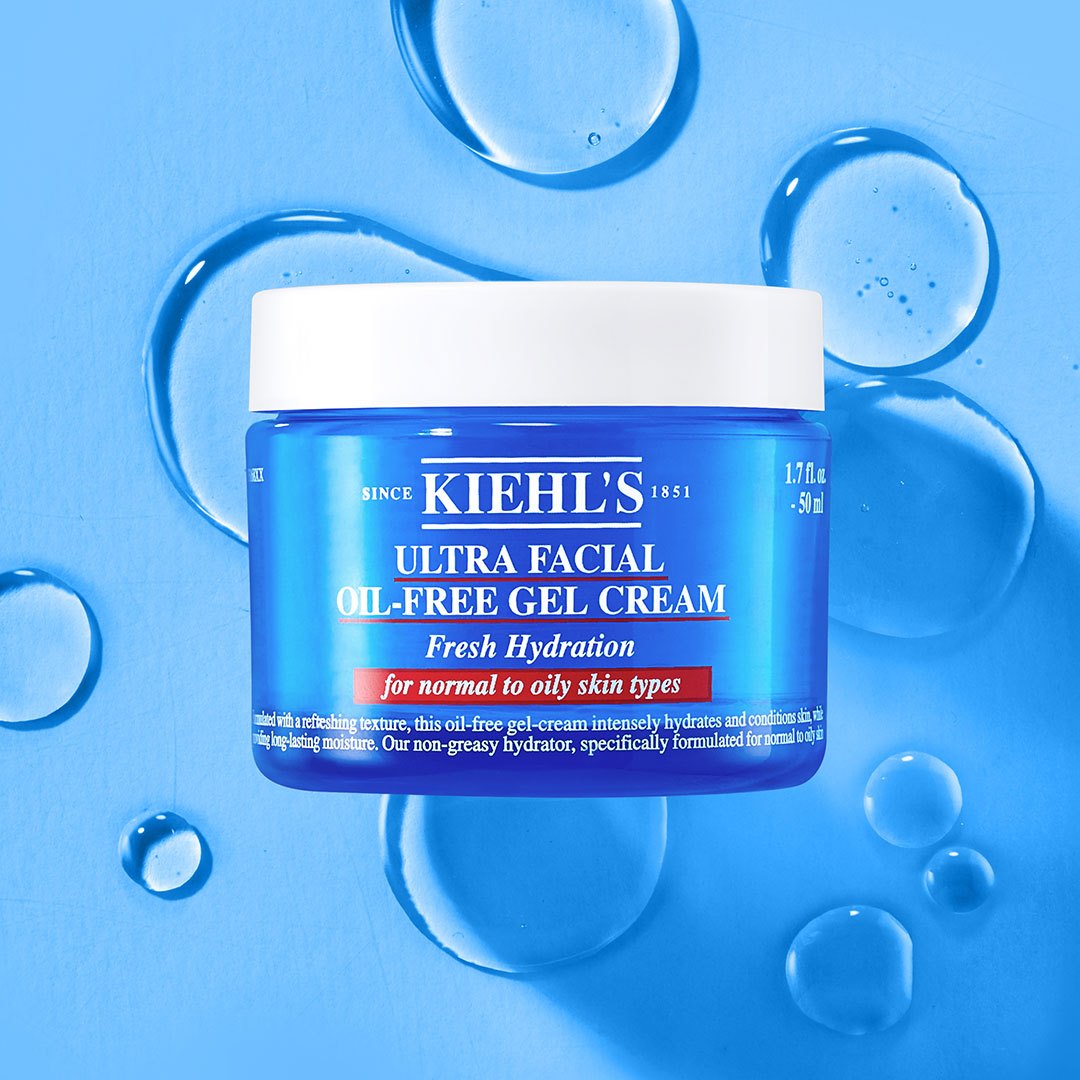 SINCE KIEHL'S 1851
1.7 fl. oz.
- 50 ml
ULTRA FACIAL
OIL-FREE GEL CREAM
Fresh Hydration
for normal to oily skin types
with a refreshing texture, this oil-free gel-cream intensely hydrates and conditions skin, while
long-lasting moisture. Our non-greasy hydrator, specifically formulated for normal to oily skin